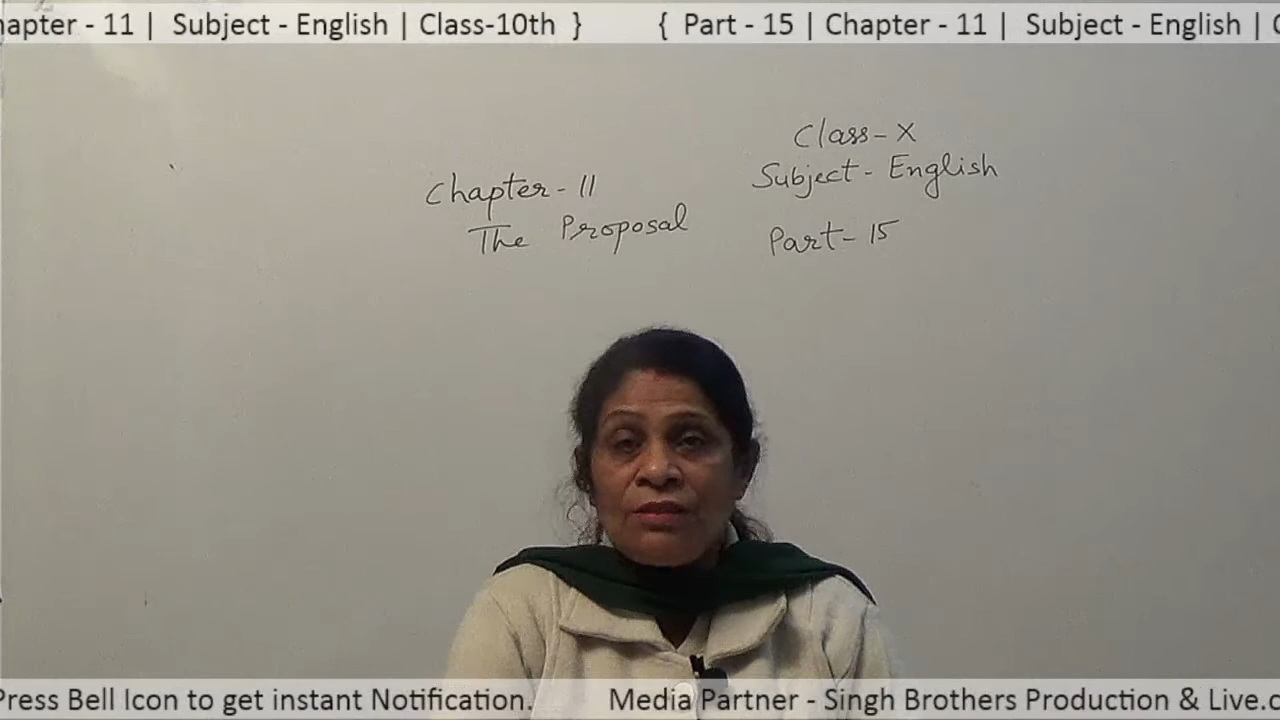 hapter - 11 | Subject - English | Class-10th } { Part - 15 | Chapter - 11 | Subject - English | C
Class - X
Subject - English
Part - 15
Chapter - 11
The Proposal
Press Bell Icon to get instant Notification. Media Partner - Singh Brothers Production & Live.c